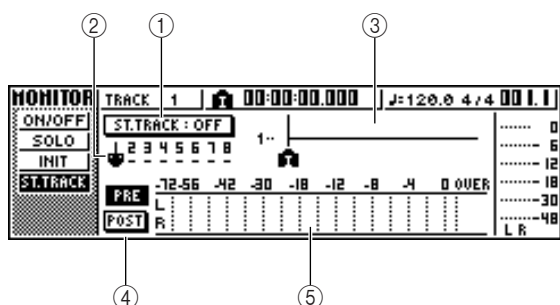 ① ② ③
MONITOR TRACK 1 I 00:00:00.000 ♩=120.0 4/4 001.1
ON/OFF
SOLO
INIT
ST.TRACK
ST.TRACK : OFF
2 3 4 5 6 7 8
1--
PRE
POST
-72-56 -42 -30 -18 -12 -8 -4 0 OVER
L
R
0
6
12
18
30
48
L R
④ ⑤